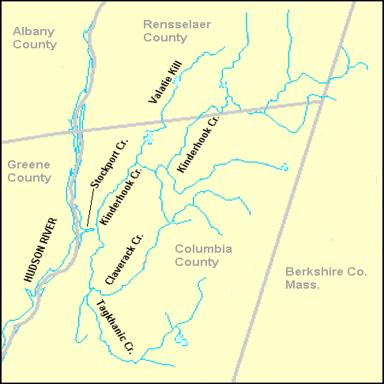 Albany
County
Rensselaer
County
Valatie Kill
Greene
County
Stockport Cr.
Kinderhook Cr.
Kinderhook Cr.
HUDSON RIVER
Claverack Cr.
Columbia
County
Berkshire Co.
Mass.
Tagkhanic Cr.